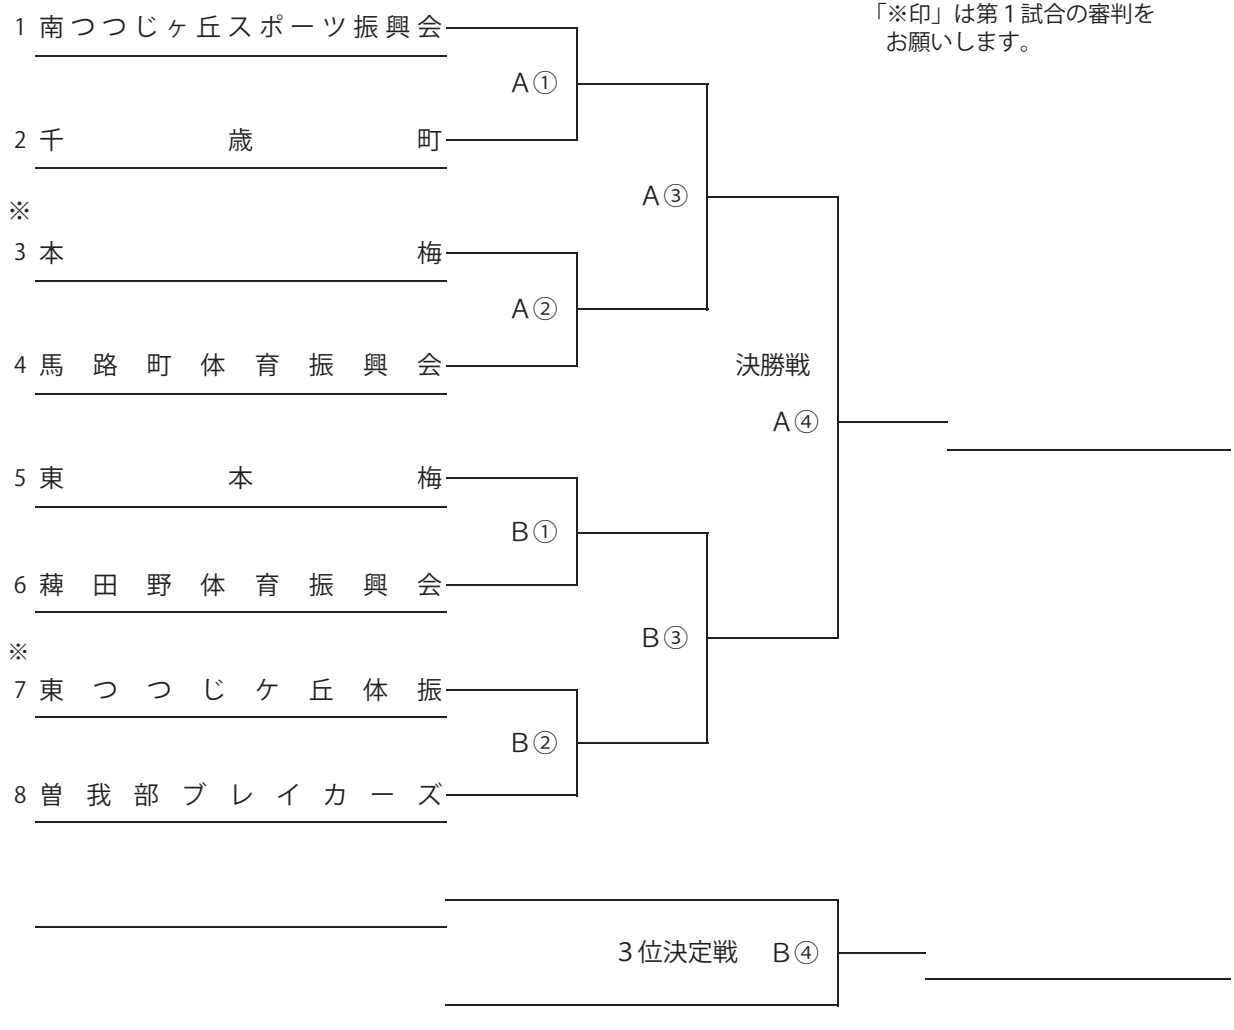 「※印」は第1試合の審判を
お願いします。
1 南つつじヶ丘スポーツ振興会
A①
2 千歳町
A③
※
3 本梅
A②
4 馬路町体育振興会
決勝戦
A④
5 東本梅
B①
6 薭田野体育振興会
B③
※
7 東つつじケ丘体振
B②
8 曽我部ブレイカーズ
3位決定戦 B④